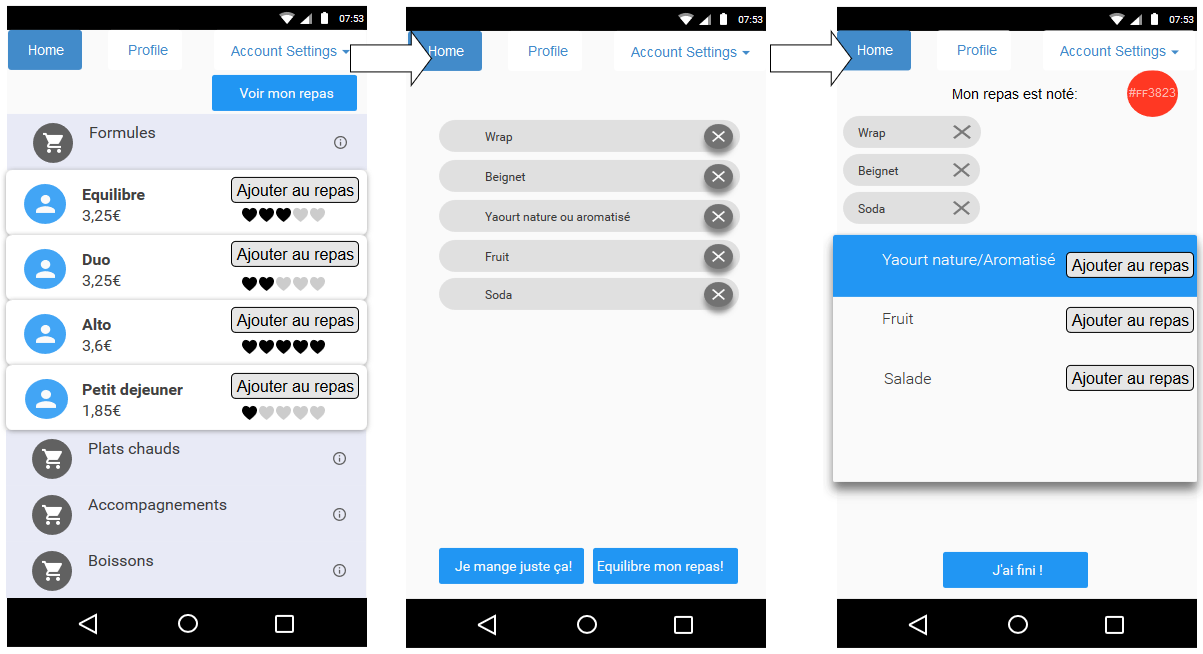 07:53
Home
Profile
Account Settings
Voir mon repas
Formules
Equilibre
3,25€
Ajouter au repas
Duo
3,25€
Ajouter au repas
Alto
3,6€
Ajouter au repas
Petit dejeuner
1,85€
Ajouter au repas
Plats chauds
Accompagnements
Boissons
07:53
Home
Profile
Account Settings
Wrap
Beignet
Yaourt nature ou aromatisé
Fruit
Soda
Je mange juste ça!
Equilibre mon repas!
07:53
Home
Profile
Account Settings
Mon repas est noté:
#FF3823
Wrap
Beignet
Soda
Yaourt nature/Aromatisé
Ajouter au repas
Fruit
Ajouter au repas
Salade
Ajouter au repas
J'ai fini !